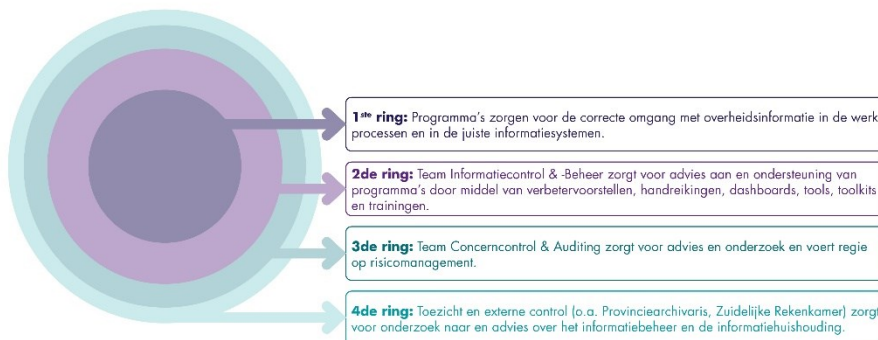 1ste ring: Programma's zorgen voor de correcte omgang met overheidsinformatie in de werk
processen en in de juiste informatiesystemen.
2de ring: Team Informatiecontrol & -Beheer zorgt voor advies aan en ondersteuning van
programma's door middel van verbetervoorstellen, handreikingen, dashboards, tools, toolkits
en trainingen.
3de ring: Team Concerncontrol & Auditing zorgt voor advies en onderzoek en voert regie
op risicomanagement.
4de ring: Toezicht en externe control (o.a. Provinciearchivaris, Zuidelijke Rekenkamer) zorgt
voor onderzoek naar en advies over het informatiebeheer en de informatiehuishouding.